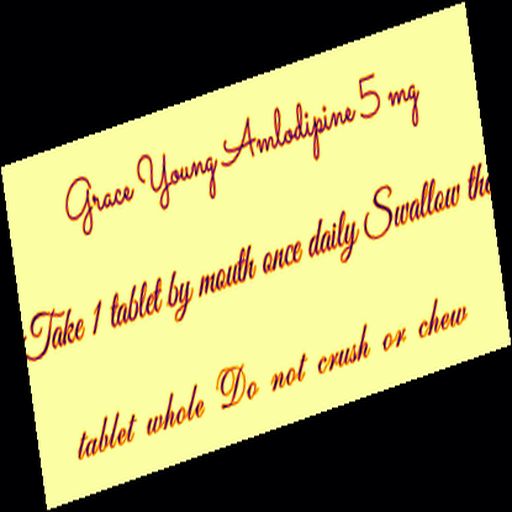 Grace Young Amlodipine 5 mg
Take 1 tablet by mouth once daily Swallow the
tablet whole Do not crush or chew